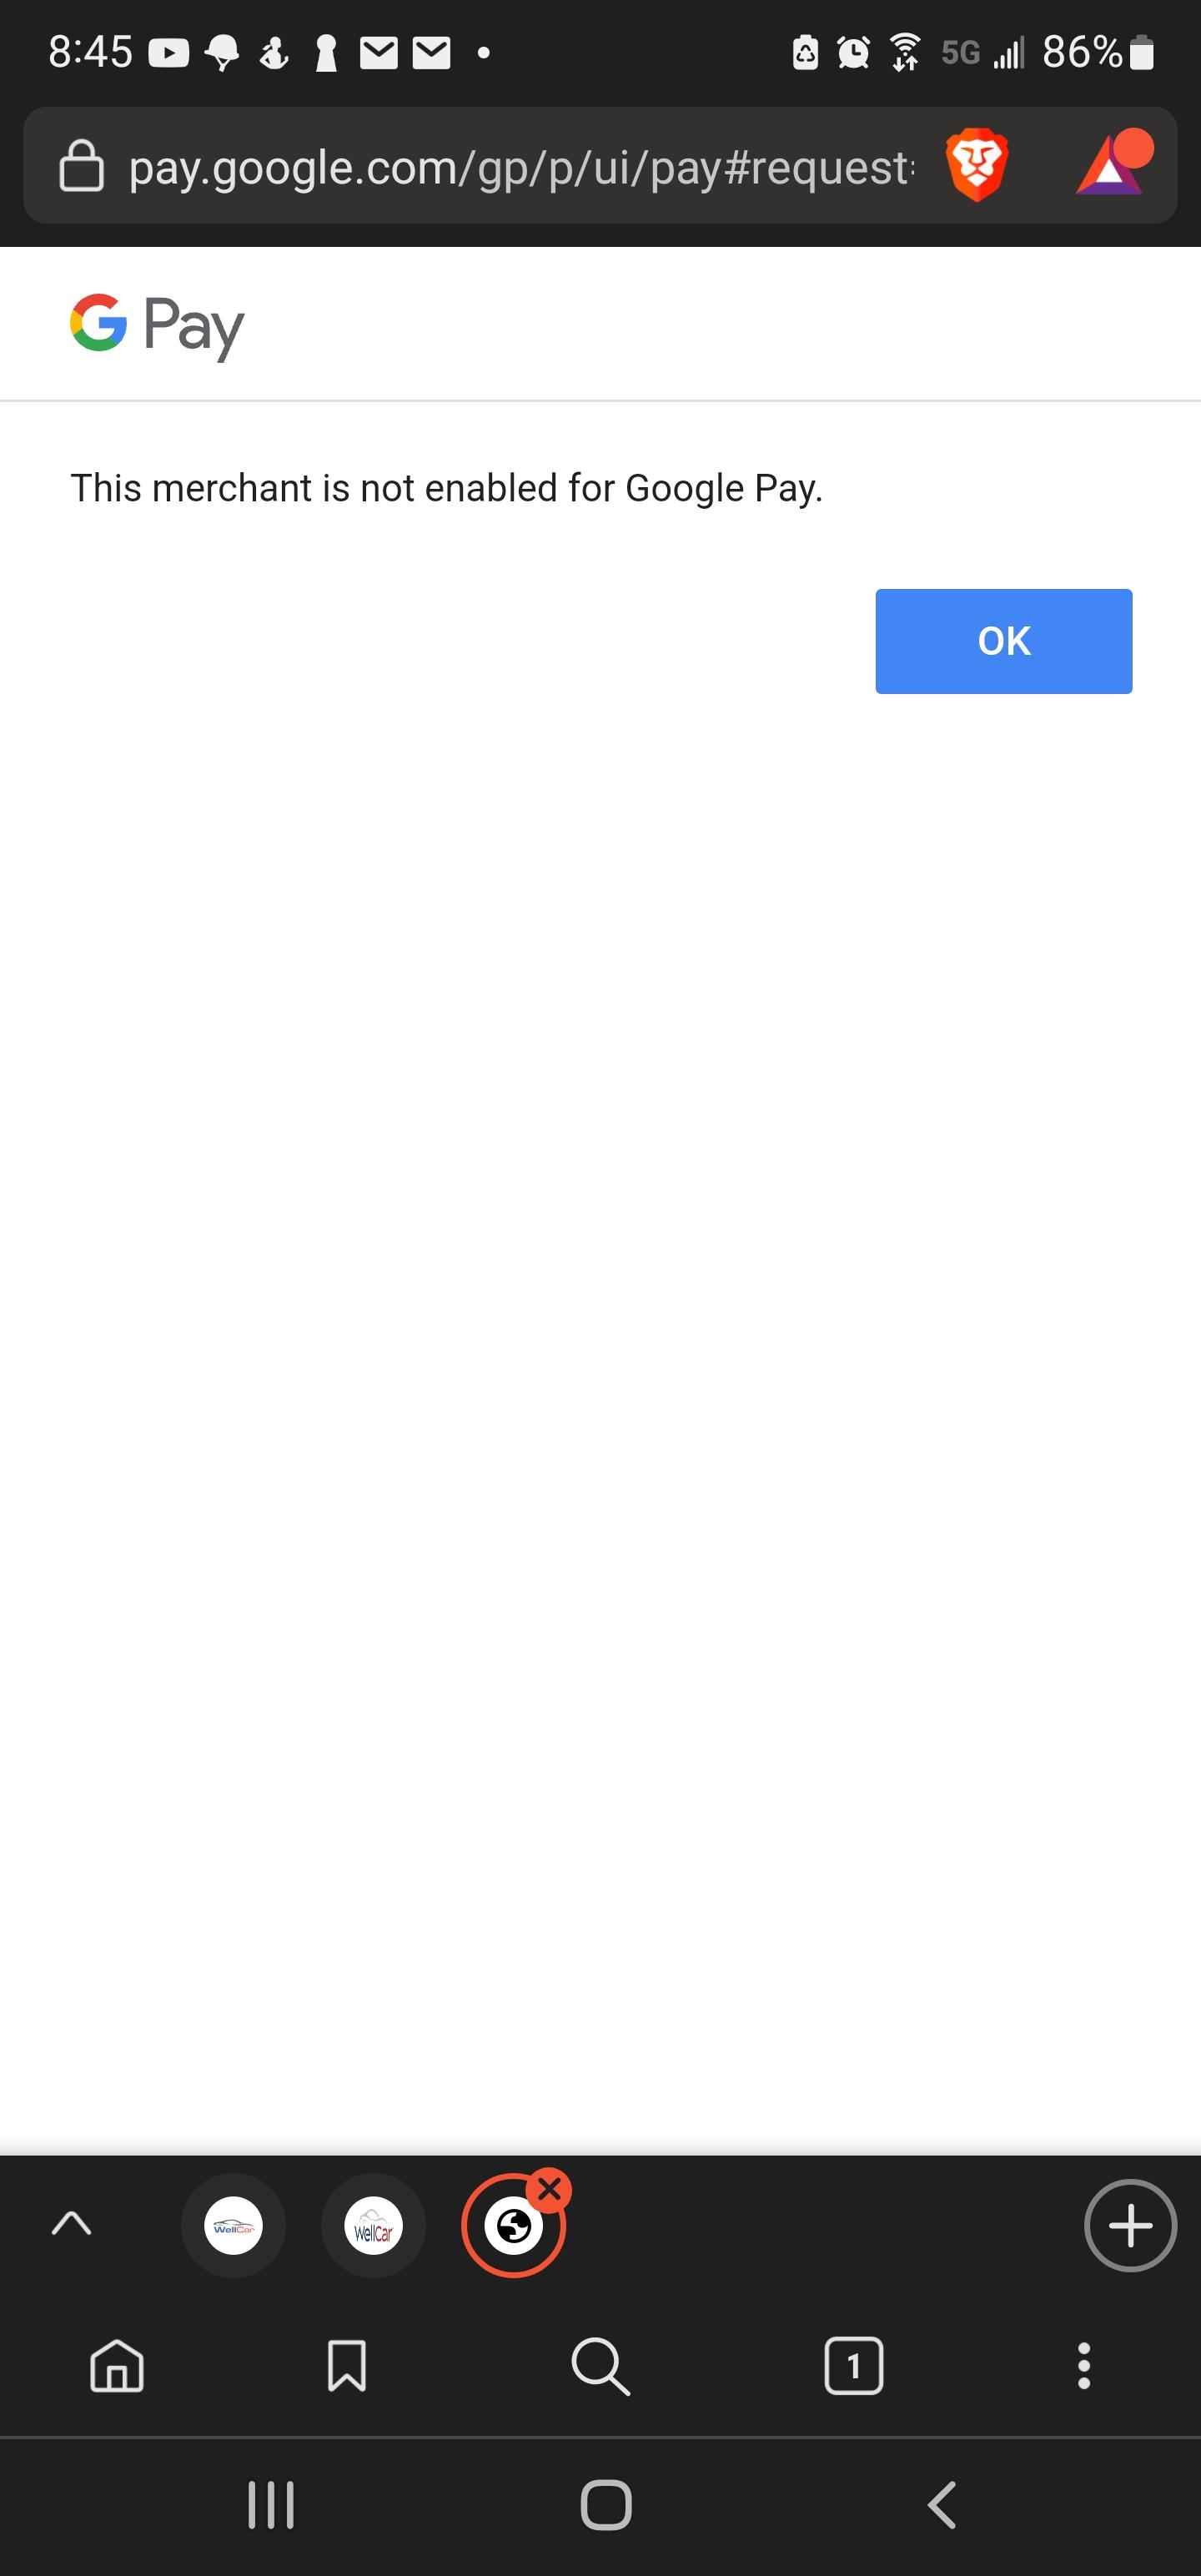 8:45 5G 86%
pay.google.com/gp/p/ui/pay#request
G Pay
This merchant is not enabled for Google Pay.
OK
WellCar WellCar
1